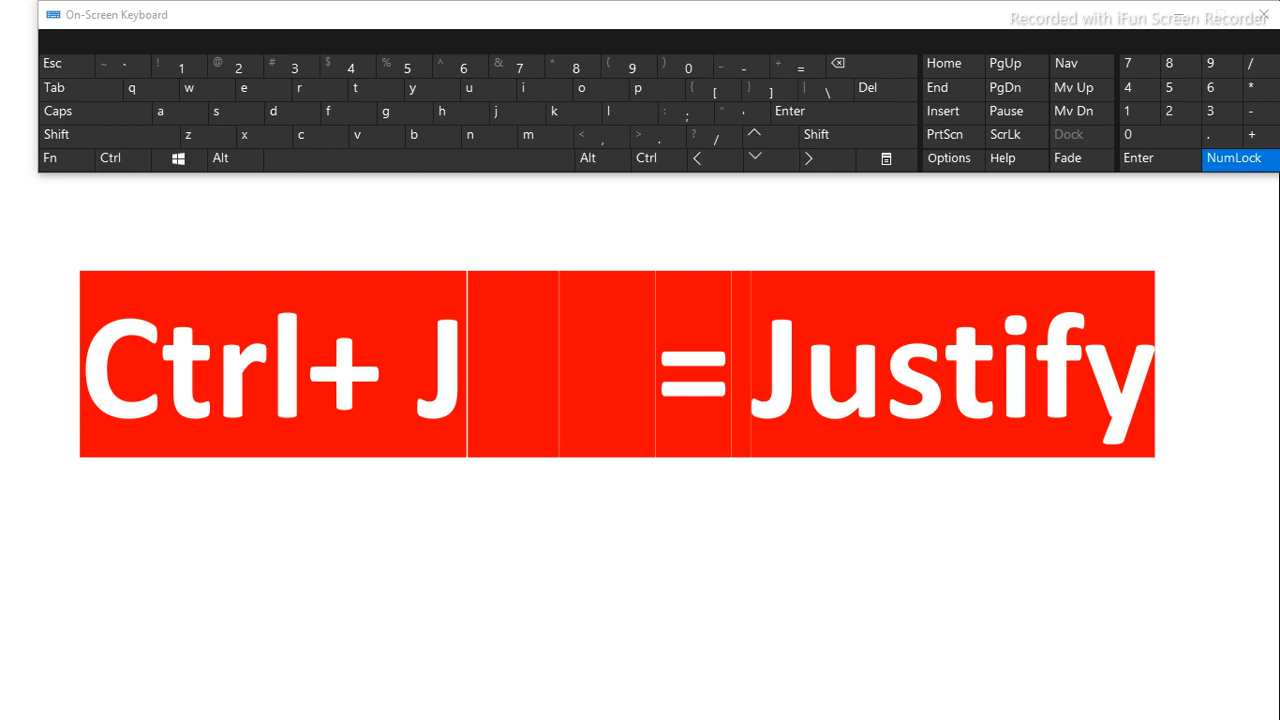 On-Screen Keyboard
Recorded with iFun Screen Recorder
Esc ~ ` ! 1 @ 2 # 3 $ 4 % 5 ^ 6 & 7 * 8 ( 9 ) 0 _ - + = Home PgUp Nav 7 8 9 /
Tab q w e r t y u i o p { [ } ] | \ Del End PgDn Mv Up 4 5 6 *
Caps a s d f g h j k l : ; " ' Enter Insert Pause Mv Dn 1 2 3 -
Shift z x c v b n m < , > . ? / Shift PrtScn ScrLk Dock 0 . +
Fn Ctrl Alt Alt Ctrl Options Help Fade Enter NumLock
Ctrl+ J = Justify